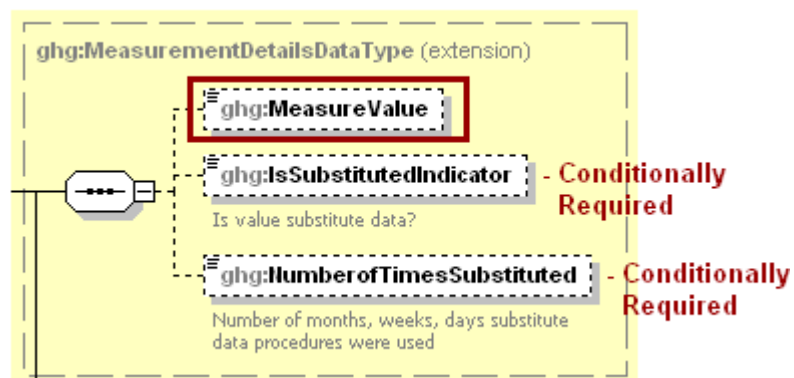 ghg:MeasurementDetailsDataType (extension)
ghg:MeasureValue
ghg:IsSubstitutedIndicator - Conditionally
Required
Is value substitute data?
ghg:NumberofTimesSubstituted - Conditionally
Required
Number of months, weeks, days substitute
data procedures were used